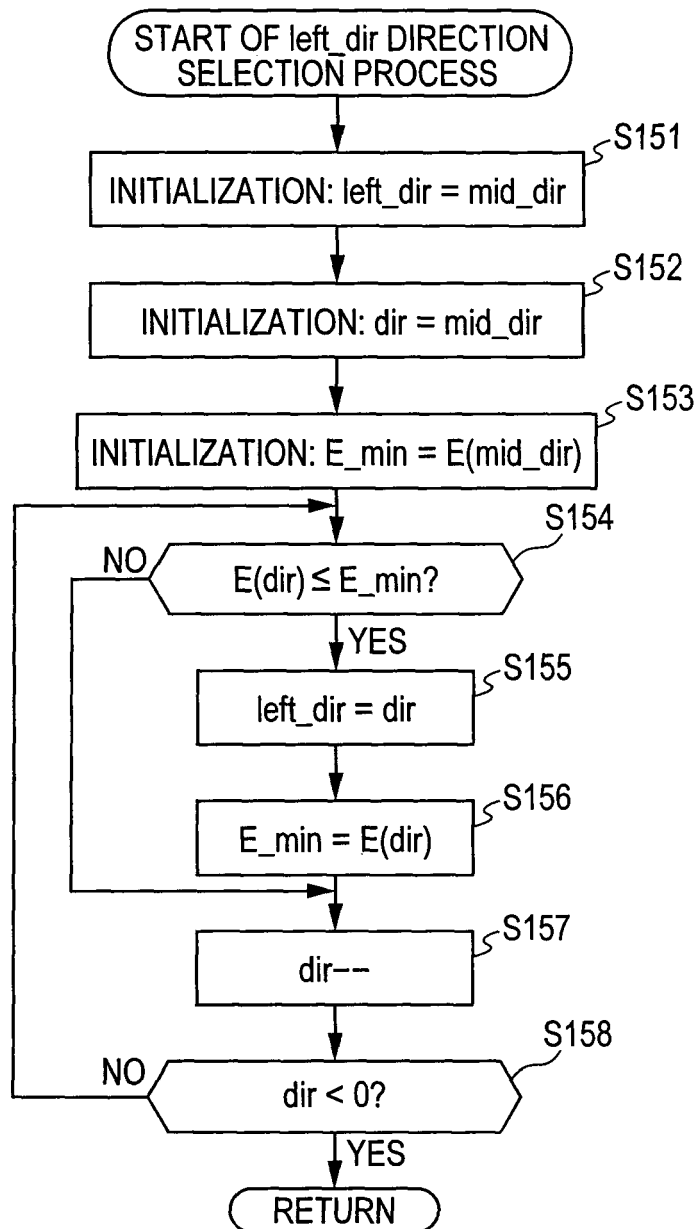 START OF left_dir DIRECTION
SELECTION PROCESS
S151
INITIALIZATION: left_dir = mid_dir
S152
INITIALIZATION: dir = mid_dir
S153
INITIALIZATION: E_min = E(mid_dir)
S154
NO
E(dir) ≤ E_min?
YES
S155
left_dir = dir
S156
E_min = E(dir)
S157
dir--
S158
NO
dir < 0?
YES
RETURN